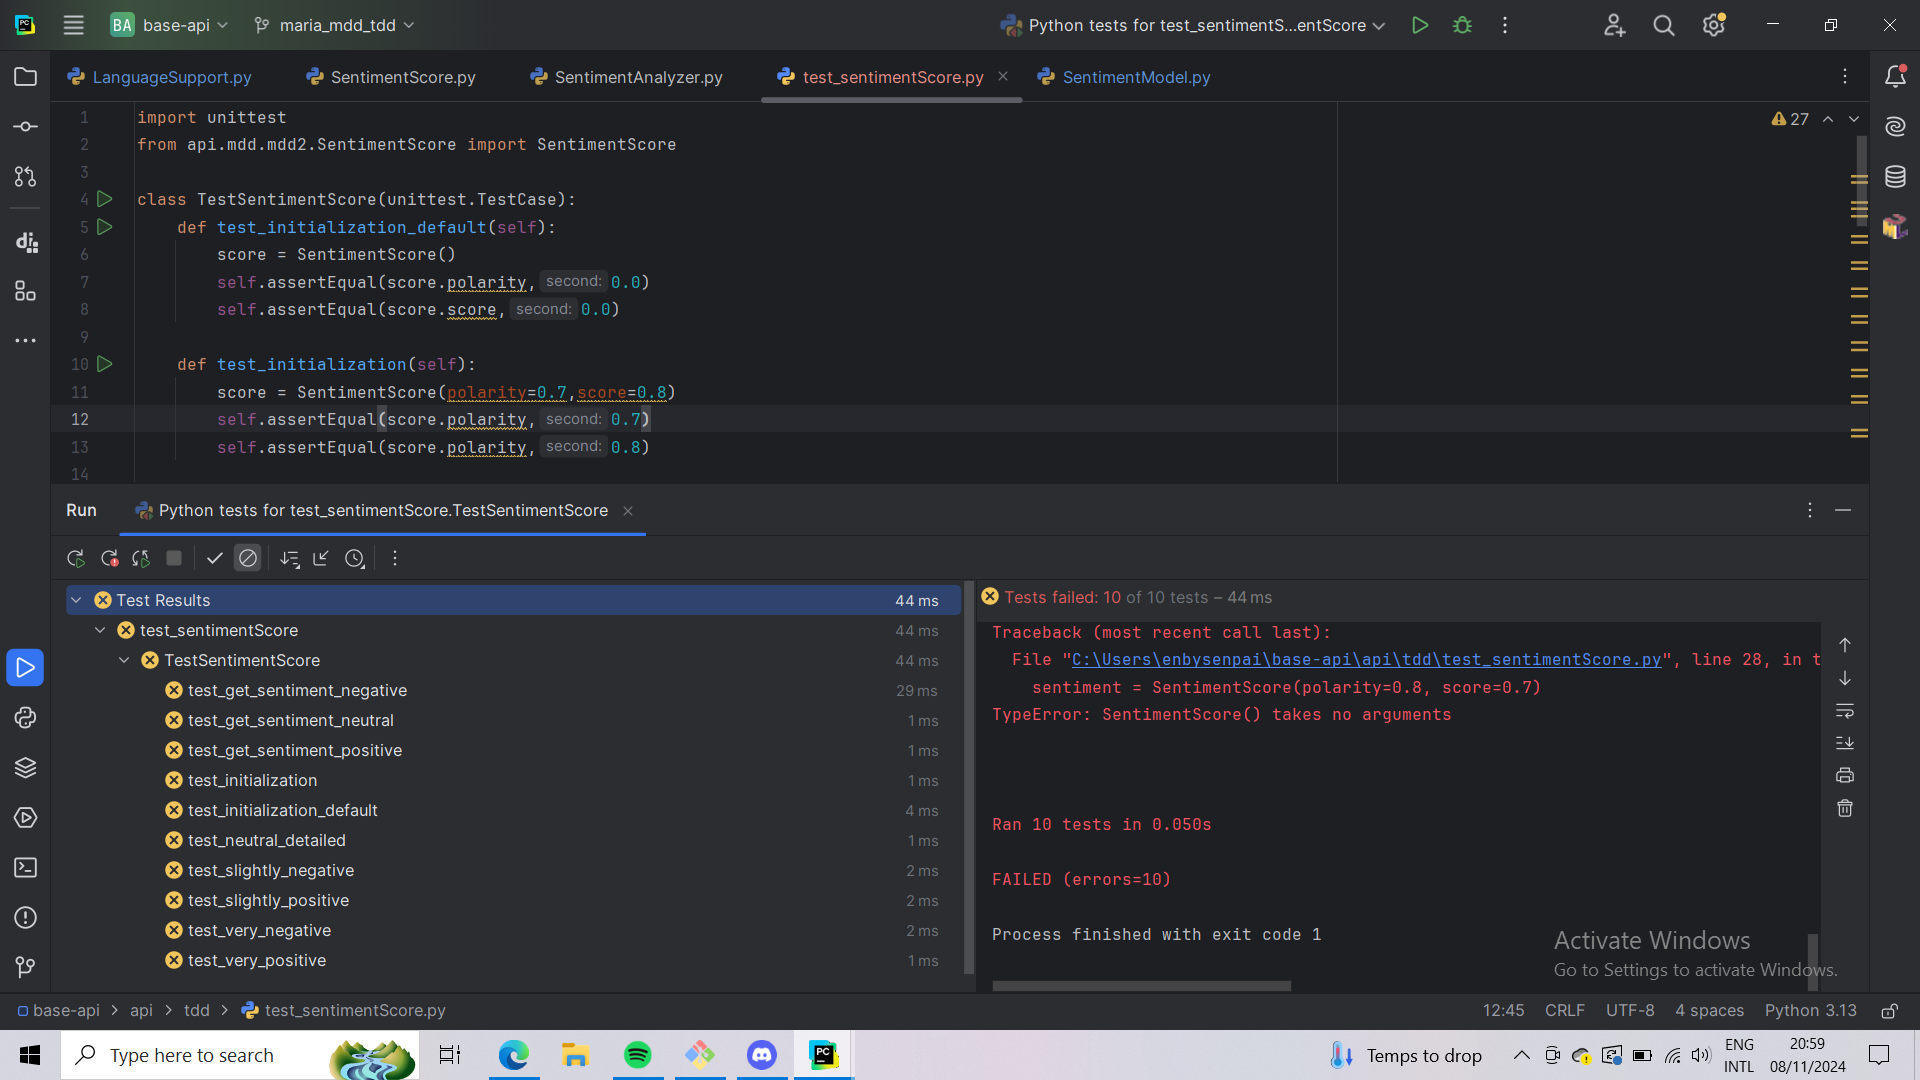 BA base-api
maria_mdd_tdd
Python tests for test_sentimentS...entScore
LanguageSupport.py
SentimentScore.py
SentimentAnalyzer.py
test_sentimentScore.py
SentimentModel.py
27
1 import unittest
2 from api.mdd.mdd2.SentimentScore import SentimentScore
3
4 class TestSentimentScore(unittest.TestCase):
5 def test_initialization_default(self):
6 score = SentimentScore()
7 self.assertEqual(score.polarity, second: 0.0)
8 self.assertEqual(score.score, second: 0.0)
9
10 def test_initialization(self):
11 score = SentimentScore(polarity=0.7,score=0.8)
12 self.assertEqual(score.polarity, second: 0.7)
13 self.assertEqual(score.polarity, second: 0.8)
14
Run
Python tests for test_sentimentScore.TestSentimentScore
Test Results 44 ms
test_sentimentScore 44 ms
TestSentimentScore 44 ms
test_get_sentiment_negative 29 ms
test_get_sentiment_neutral 1 ms
test_get_sentiment_positive 1 ms
test_initialization 1 ms
test_initialization_default 4 ms
test_neutral_detailed 1 ms
test_slightly_negative 2 ms
test_slightly_positive 2 ms
test_very_negative 2 ms
test_very_positive 1 ms
Tests failed: 10 of 10 tests – 44 ms
Traceback (most recent call last):
File "C:\Users\enbysenpai\base-api\api\tdd\test_sentimentScore.py", line 28, in t
sentiment = SentimentScore(polarity=0.8, score=0.7)
TypeError: SentimentScore() takes no arguments
Ran 10 tests in 0.050s
FAILED (errors=10)
Process finished with exit code 1
Activate Windows
Go to Settings to activate Windows.
base-api > api > tdd > test_sentimentScore.py
12:45 CRLF UTF-8 4 spaces Python 3.13
Type here to search
PC
Temps to drop
ENG
INTL
20:59
08/11/2024